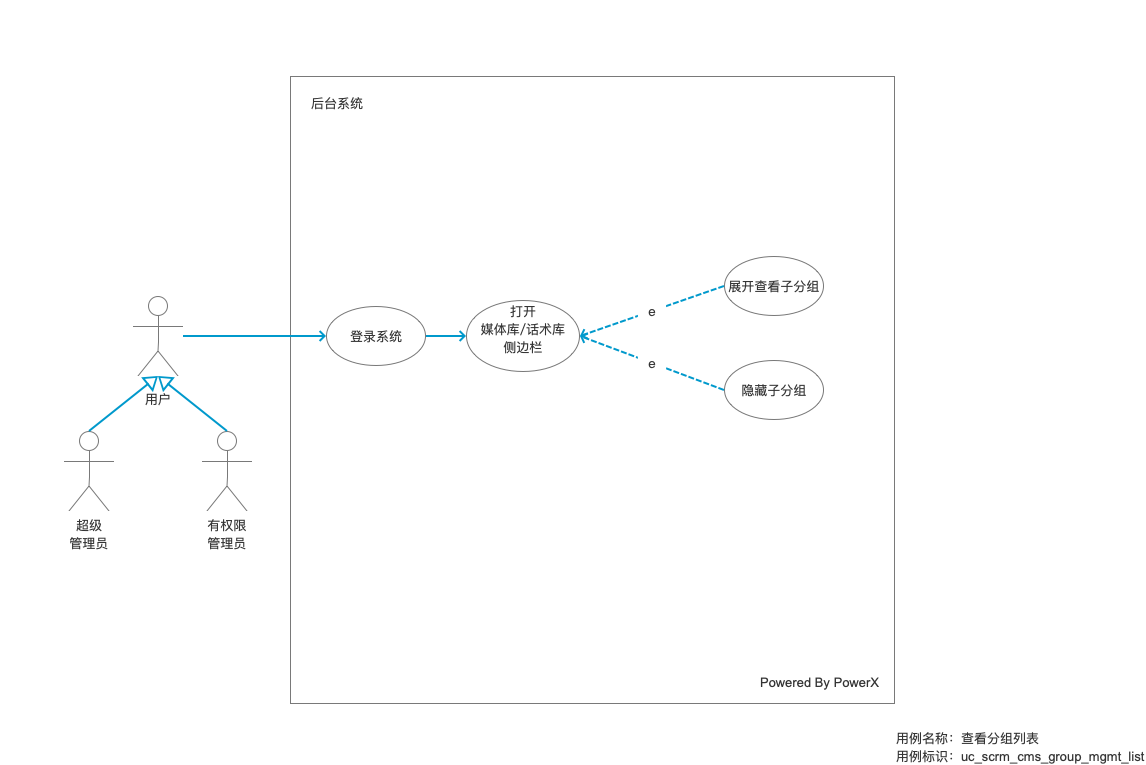 后台系统
展开查看子分组
e
打开
媒体库/话术库
侧边栏
登录系统
e
隐藏子分组
用户
超级
管理员
有权限
管理员
Powered By PowerX
用例名称：查看分组列表
用例标识：uc_scrm_cms_group_mgmt_list